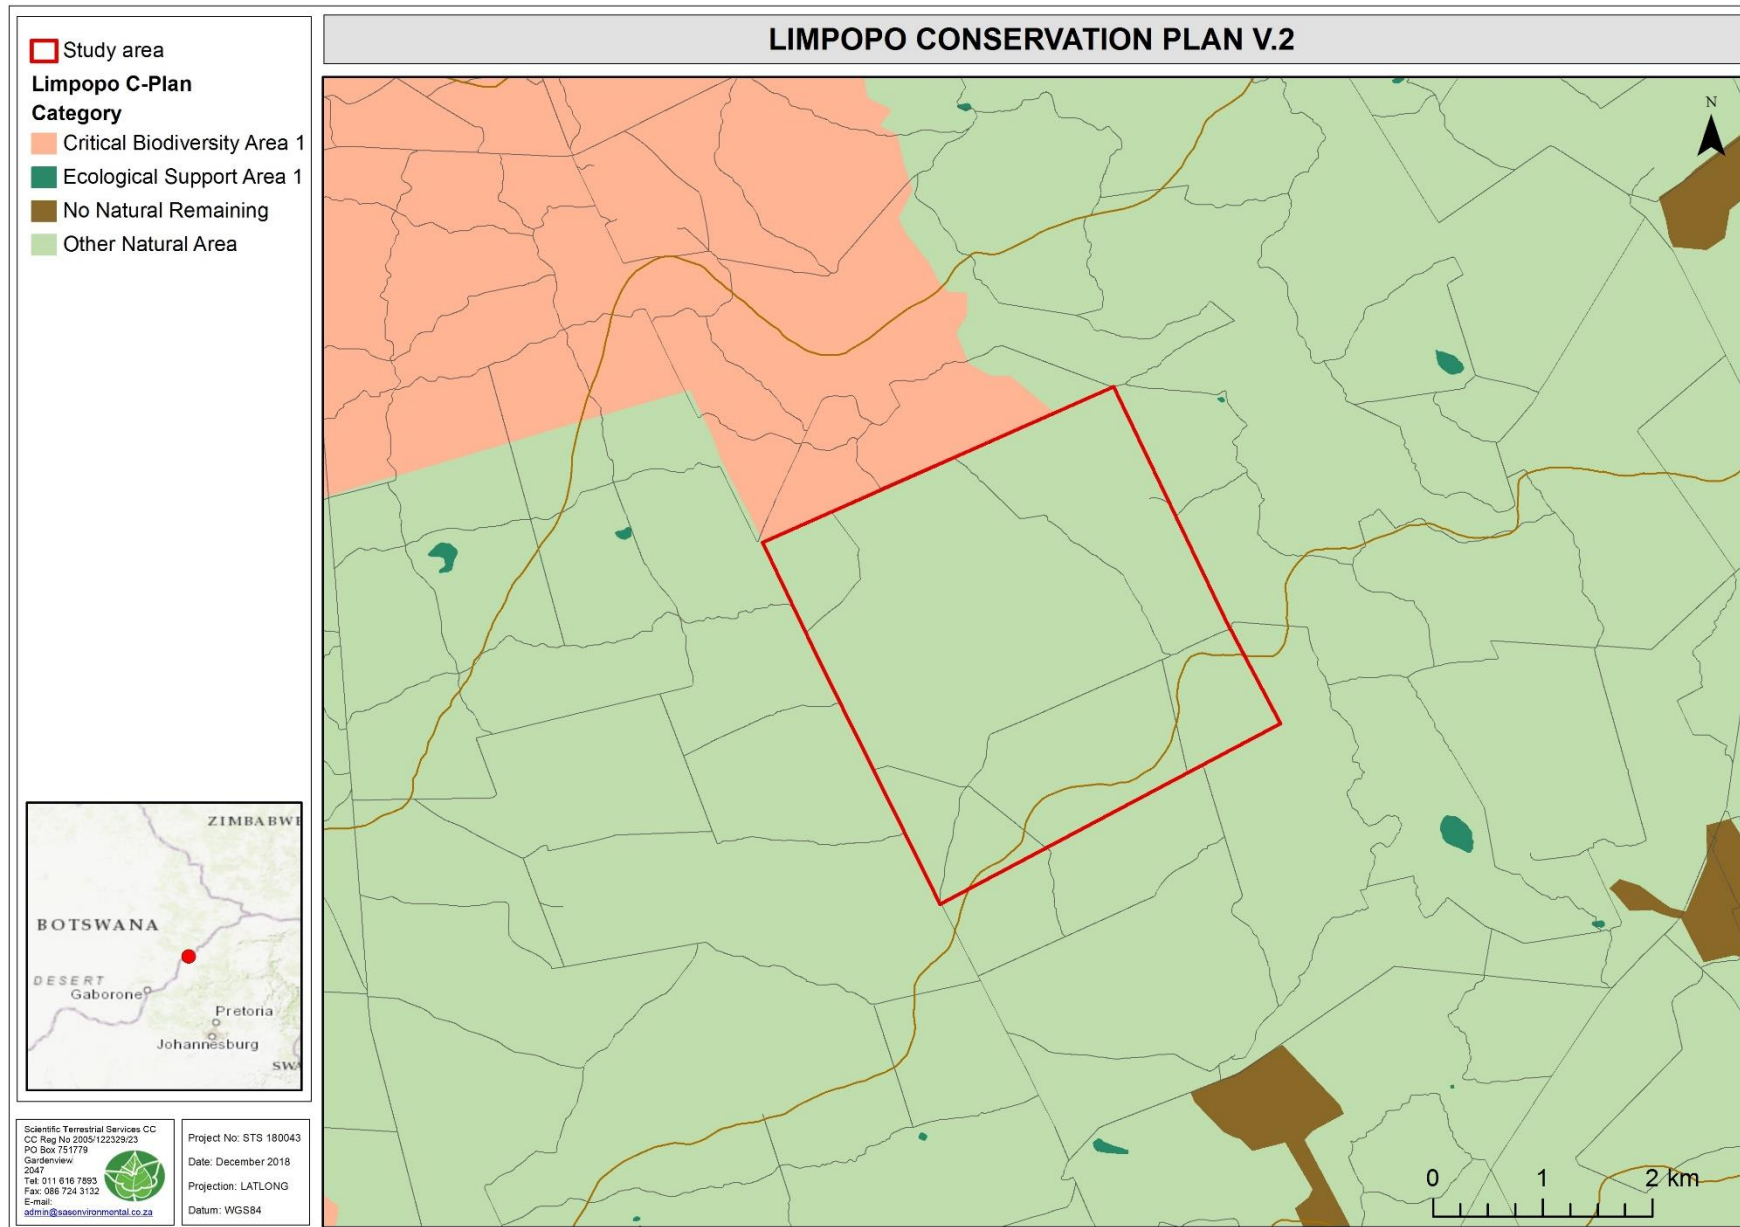 LIMPOPO CONSERVATION PLAN V.2
Study area
Limpopo C-Plan
Category
Critical Biodiversity Area 1
Ecological Support Area 1
No Natural Remaining
Other Natural Area
N
ZIMBABWE
BOTSWANA
DESERT
Gaborone
Pretoria
Johannesburg
SWA
Scientific Terrestrial Services CC
CC Reg No 2005/122329/23
PO Box 751779
Gardenview
2047
Tel: 011 616 7893
Fax: 086 724 3132
E-mail:
admin@sasenvironmental.co.za
Project No: STS 180043
Date: December 2018
Projection: LATLONG
Datum: WGS84
0 1 2 km